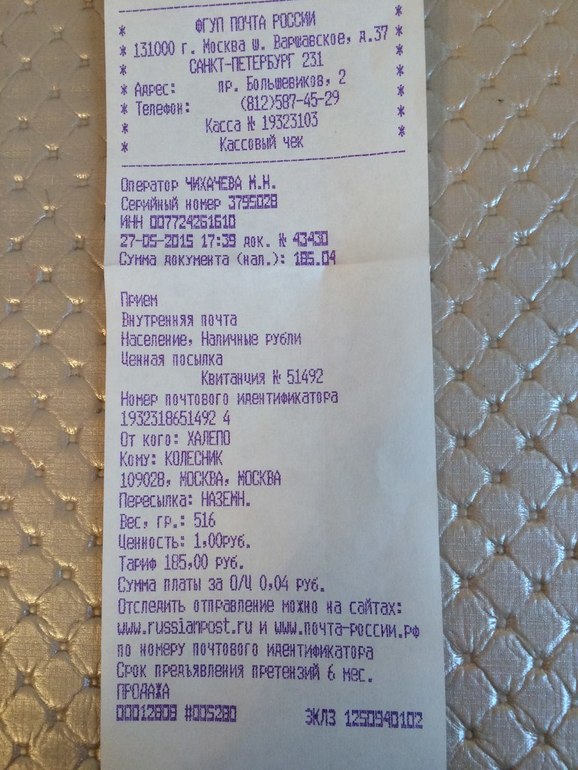 ФГУП ПОЧТА РОССИИ
* 131000 г. Москва ш. Варшавское, д.37 *
* САНКТ-ПЕТЕРБУРГ 231 *
* Адрес: пр. Большевиков, 2 *
* Телефон: (812)587-45-29 *
* Касса № 19323103 *
* Кассовый чек *
Оператор ЧИХАЧЕВА М.Н.
Серийный номер 3795028
ИНН 007724261610
27-05-2015 17:39 док. № 43430
Сумма документа (нал.): 185.04
Прием
Внутренняя почта
Население, Наличные рубли
Ценная посылка
Квитанция № 51492
Номер почтового идентификатора
1932318651492 4
От кого: ХАЛЕПО
Кому: КОЛЕСНИК
109028, МОСКВА, МОСКВА
Пересылка: НАЗЕМН.
Вес, гр.: 516
Ценность: 1,00руб.
Тариф 185,00 руб.
Сумма платы за О/Ц 0,04 руб.
Отследить отправление можно на сайтах:
www.russianpost.ru и www.почта-россии.рф
по номеру почтового идентификатора
Срок предъявления претензий 6 мес.
ПРОДАЖА
00012809 #005280 ЭКЛЗ 1250940102